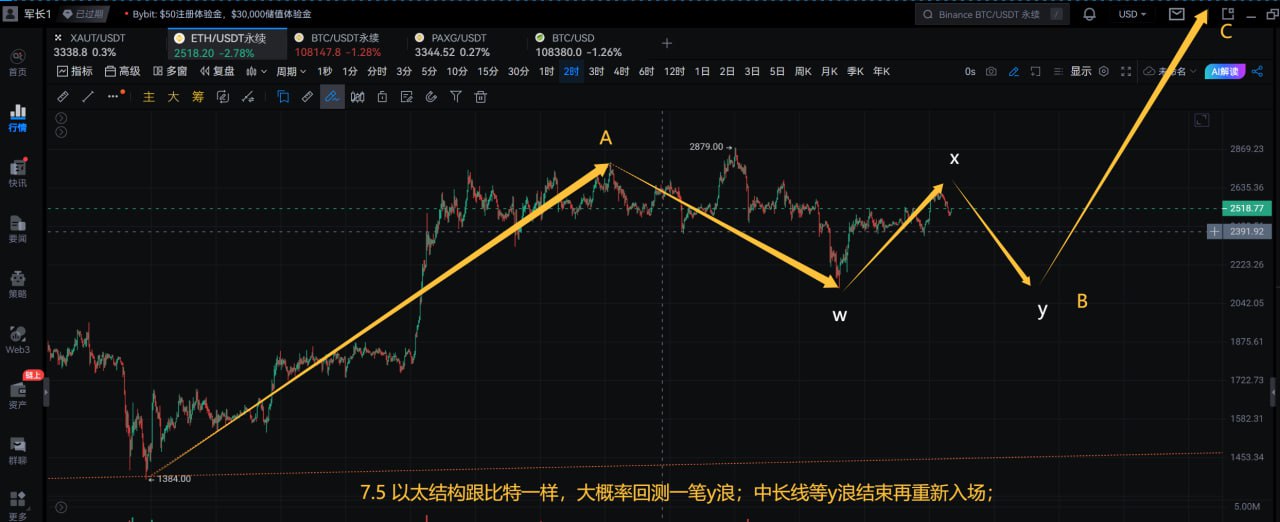 军长1 已过期 • Bybit: $50注册体验金，$30,000储值体验金 Binance BTC/USDT 永续 / USD
XAUT/USDT ETH/USDT永续 BTC/USDT永续 PAXG/USDT BTC/USD
3338.8 0.3% 2518.20 -2.78% 108147.8 -1.28% 3344.52 0.27% 108380.0 -1.26%
指标 高级 多窗 复盘 周期 1秒 1分 分时 3分 5分 10分 15分 30分 1时 2时 3时 4时 6时 12时 1日 2日 3日 5日 周K 月K 季K 年K 0s 显示 未命名 AI解读
主 大 筹
首页
行情
快讯
要闻
策略
Web3
鲜上
资产
群聊
更多
C
A
2879.00
x
w
y
B
1384.00
2869.23
2635.36
2518.77
2391.92
2223.26
2042.05
1875.61
1722.73
1582.31
1453.34
5.00M
7.5 以太结构跟比特一样，大概率回测一笔y浪；中长线等y浪结束再重新入场；